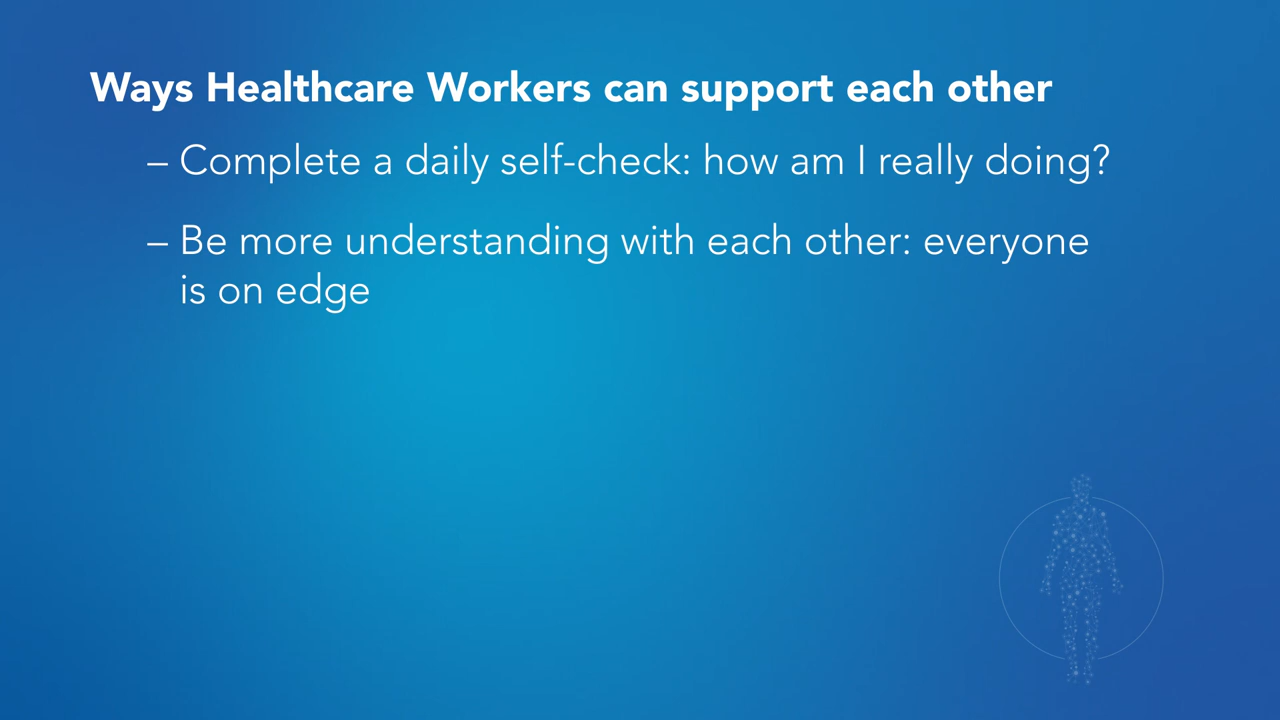 Ways Healthcare Workers can support each other
– Complete a daily self-check: how am I really doing?
– Be more understanding with each other: everyone
is on edge